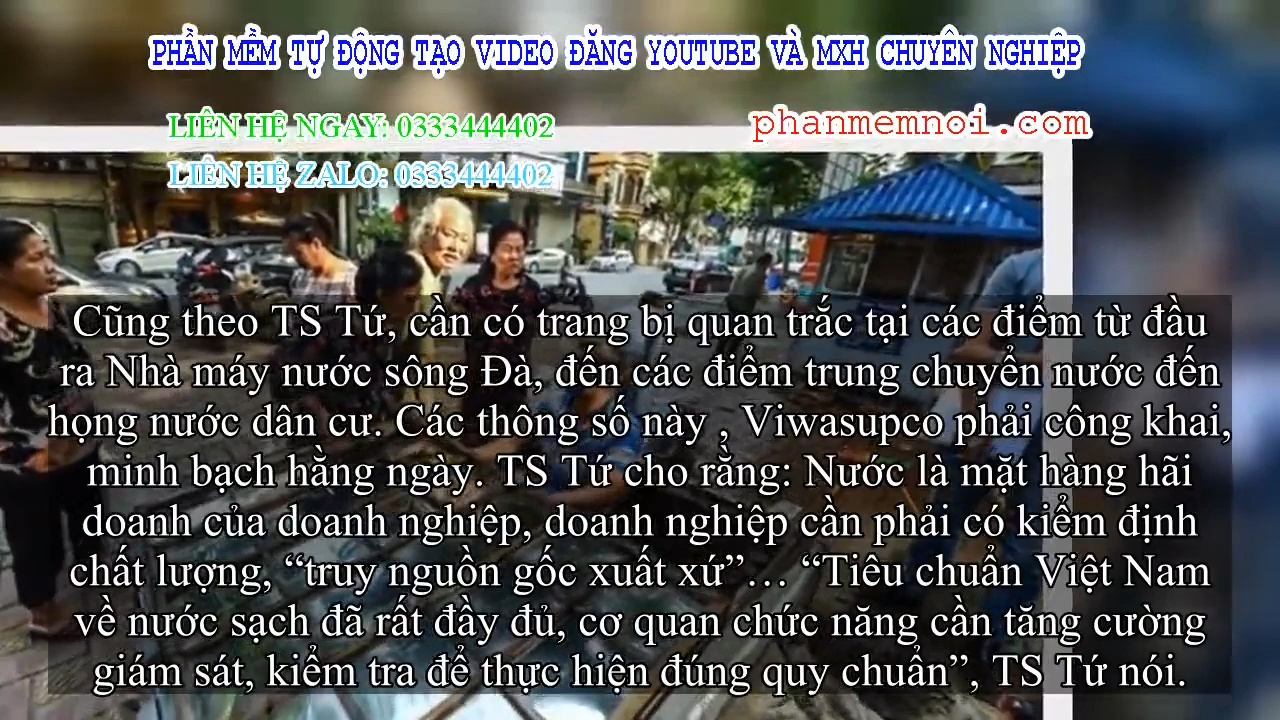 PHẦN MỀM TỰ ĐỘNG TẠO VIDEO ĐĂNG YOUTUBE VÀ MXH CHUYÊN NGHIỆP
LIÊN HỆ NGAY: 0333444402
phanmemnoi.com
LIÊN HỆ ZALO: 0333444402
Cũng theo TS Tứ, cần có trang bị quan trắc tại các điểm từ đầu
ra Nhà máy nước sông Đà, đến các điểm trung chuyển nước đến
họng nước dân cư. Các thông số này , Viwasupco phải công khai,
minh bạch hằng ngày. TS Tứ cho rằng: Nước là mặt hàng hãi
doanh của doanh nghiệp, doanh nghiệp cần phải có kiểm định
chất lượng, “truy nguồn gốc xuất xứ”… “Tiêu chuẩn Việt Nam
về nước sạch đã rất đầy đủ, cơ quan chức năng cần tăng cường
giám sát, kiểm tra để thực hiện đúng quy chuẩn”, TS Tứ nói.